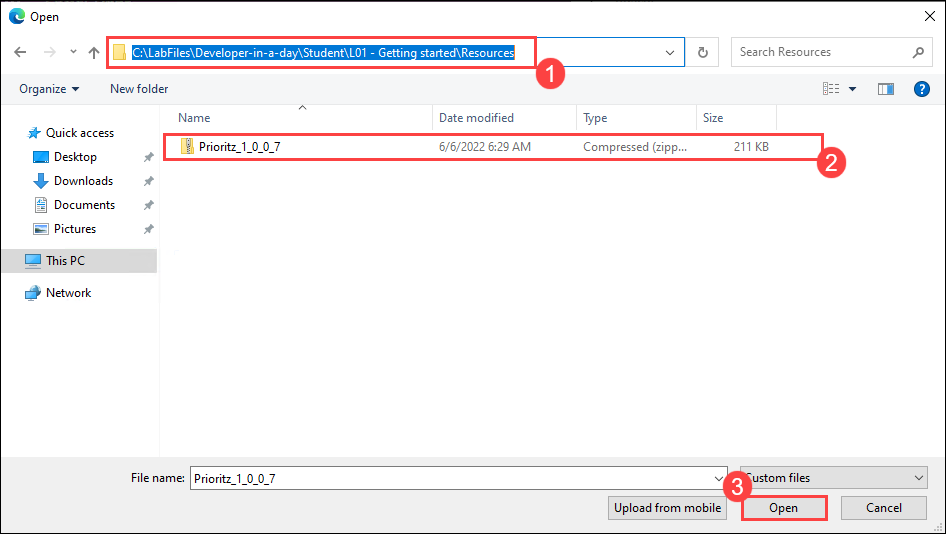 Open
C:\LabFiles\Developer-in-a-day\Student\L01 - Getting started\Resources
Search Resources
1
Organize
New folder
?
Name
Date modified
Type
Size
Quick access
Prioritz_1_0_0_7
6/6/2022 6:29 AM
Compressed (zipp...
211 KB
2
Desktop
Downloads
Documents
Pictures
This PC
Network
File name:
Prioritz_1_0_0_7
Custom files
3
Upload from mobile
Open
Cancel